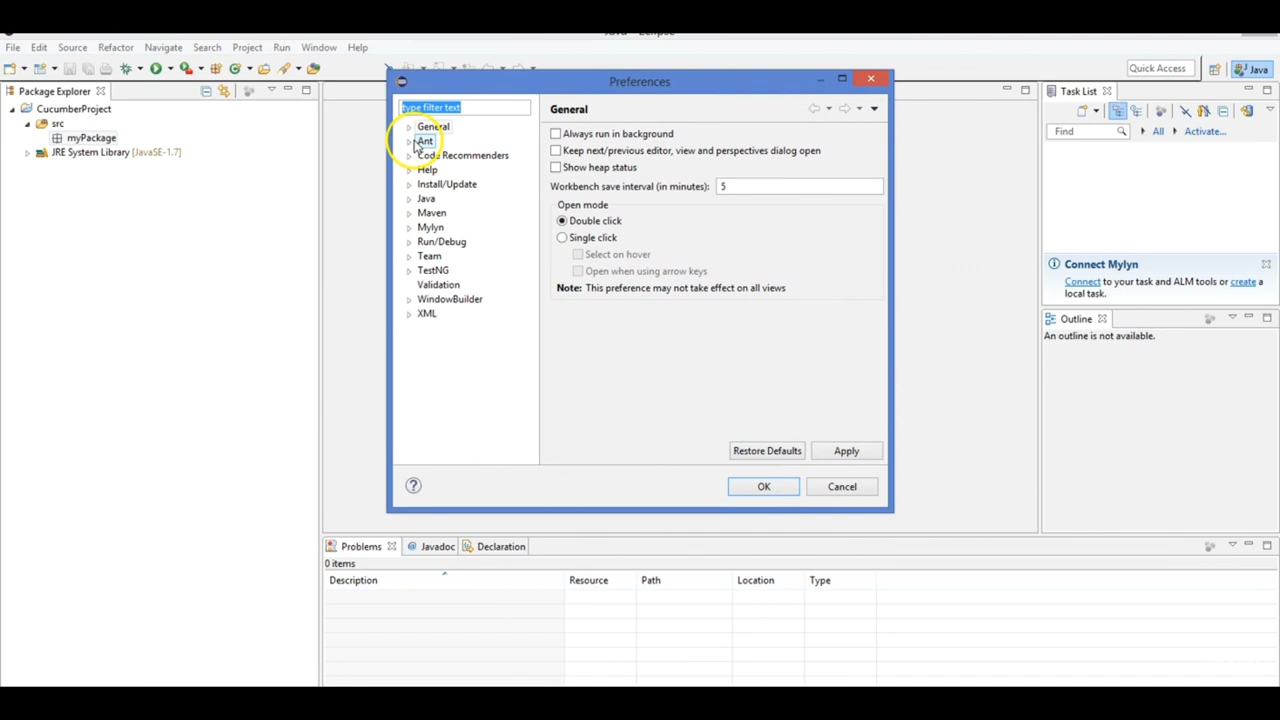 Java - Eclipse
File Edit Source Refactor Navigate Search Project Run Window Help
Quick Access
Java
Package Explorer
CucumberProject
src
myPackage
JRE System Library [JavaSE-1.7]
Preferences
type filter text
General
Ant
Code Recommenders
Help
Install/Update
Java
Maven
Mylyn
Run/Debug
Team
TestNG
Validation
WindowBuilder
XML
General
Always run in background
Keep next/previous editor, view and perspectives dialog open
Show heap status
Workbench save interval (in minutes): 5
Open mode
Double click
Single click
Select on hover
Open when using arrow keys
Note: This preference may not take effect on all views
Restore Defaults Apply
OK Cancel
Task List
Find All Activate...
Connect Mylyn
Connect to your task and ALM tools or create a
local task.
Outline
An outline is not available.
Problems Javadoc Declaration
0 items
Description Resource Path Location Type